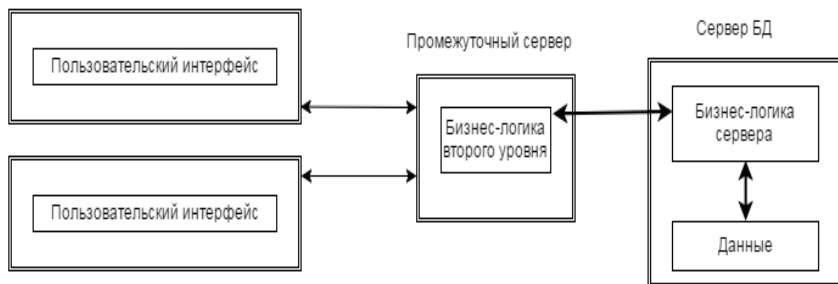 Пользовательский интерфейс
Пользовательский интерфейс
Промежуточный сервер
Бизнес-логика
второго уровня
Сервер БД
Бизнес-логика
сервера
Данные